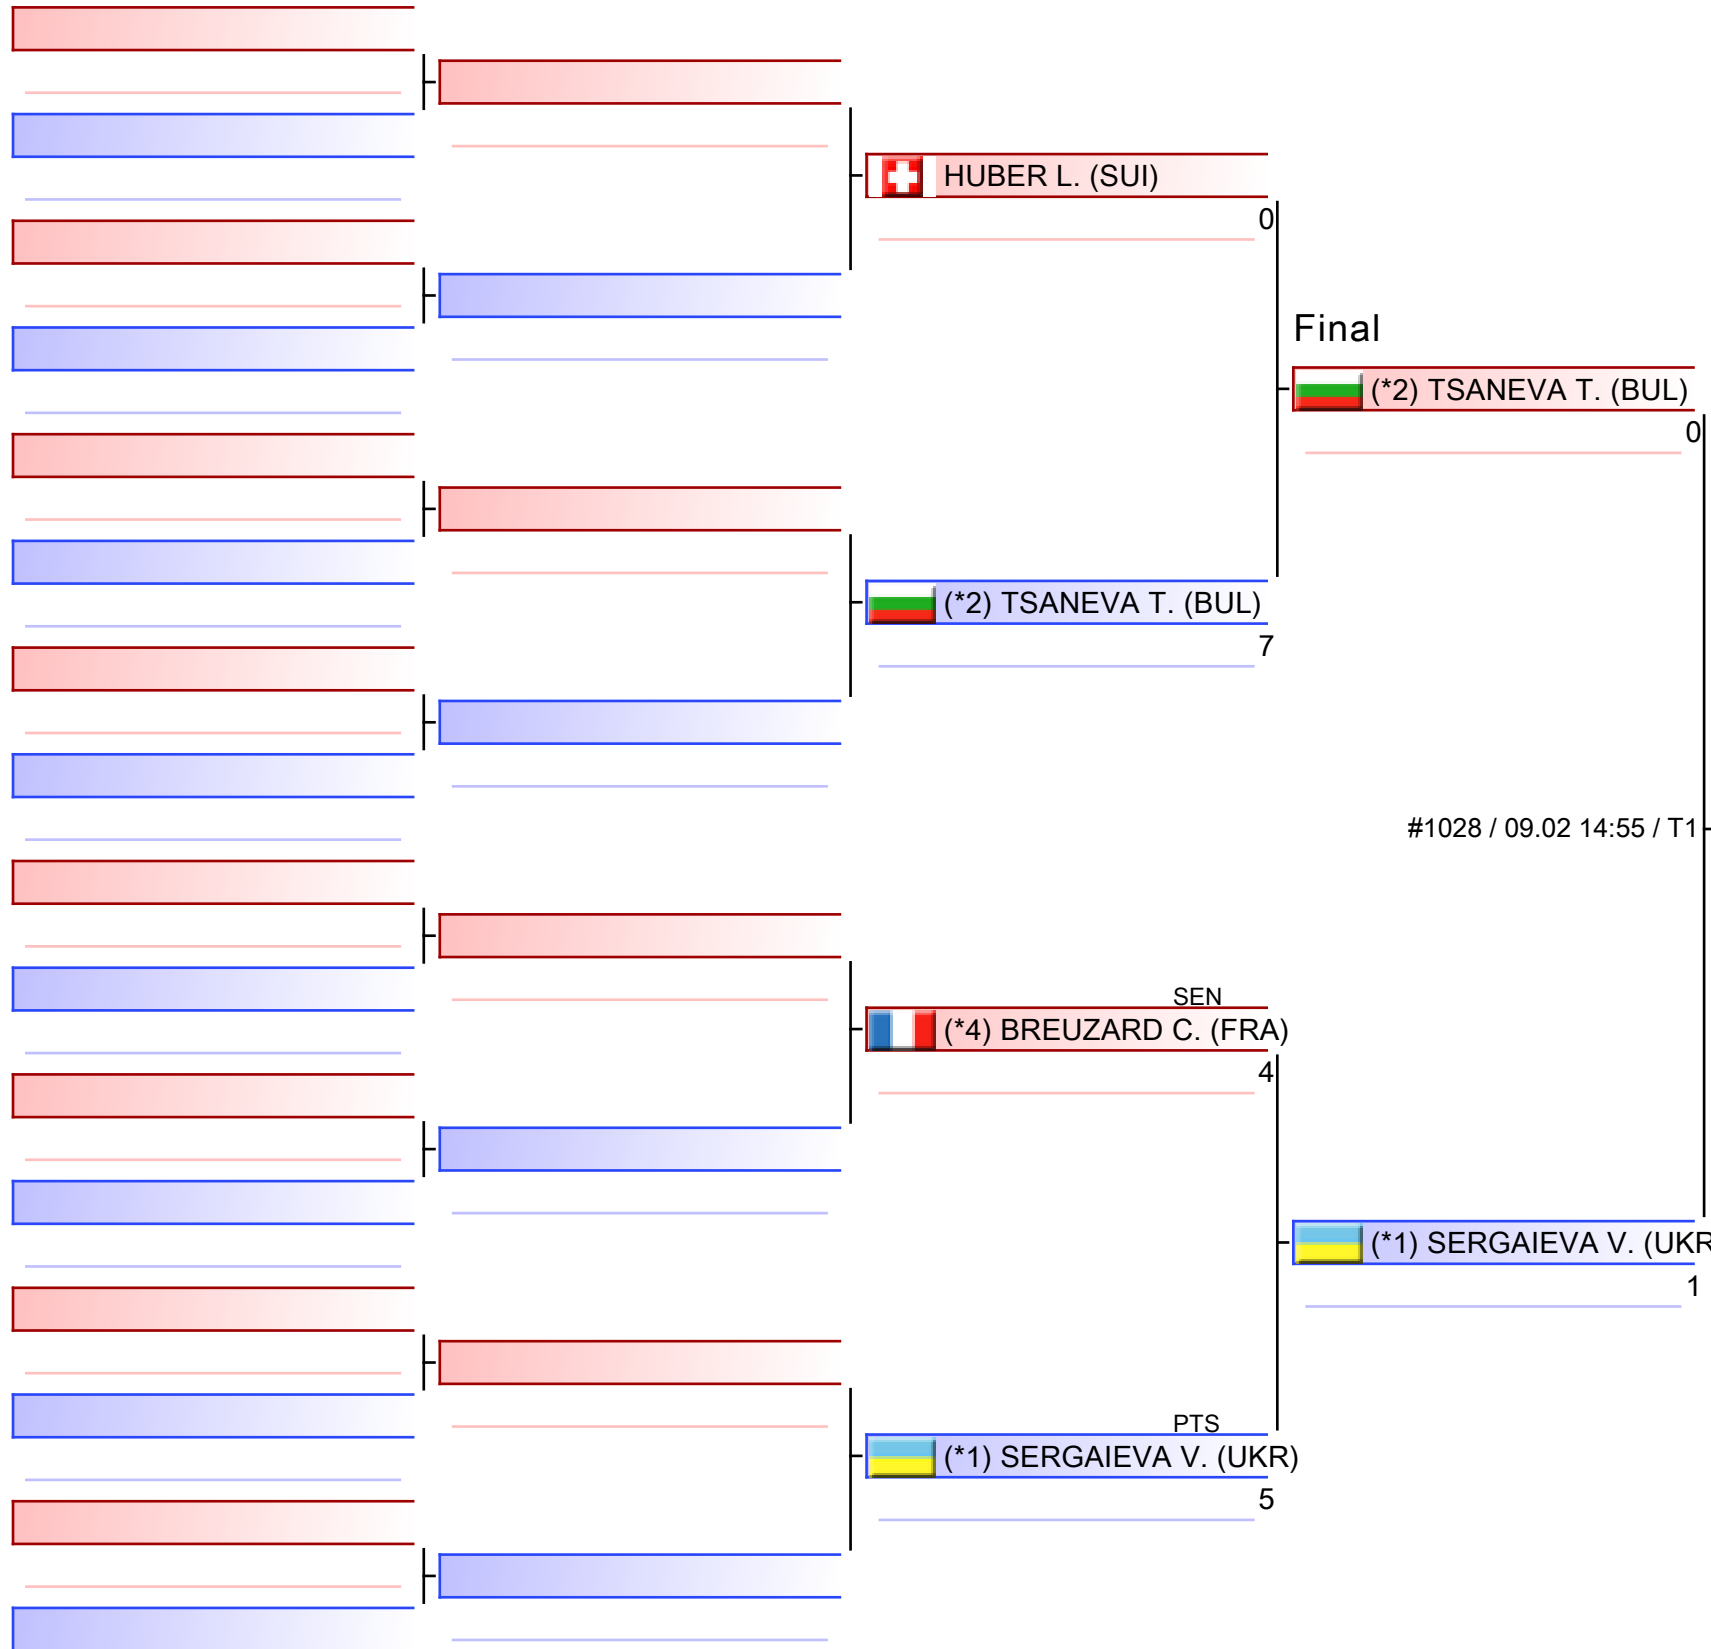 HUBER L. (SUI)
0
Final
(*2) TSANEVA T. (BUL)
0
(*2) TSANEVA T. (BUL)
7
#1028 / 09.02 14:55 / T1
SEN
(*4) BREUZARD C. (FRA)
4
(*1) SERGAIEVA V. (UKR
1
PTS
(*1) SERGAIEVA V. (UKR)
5